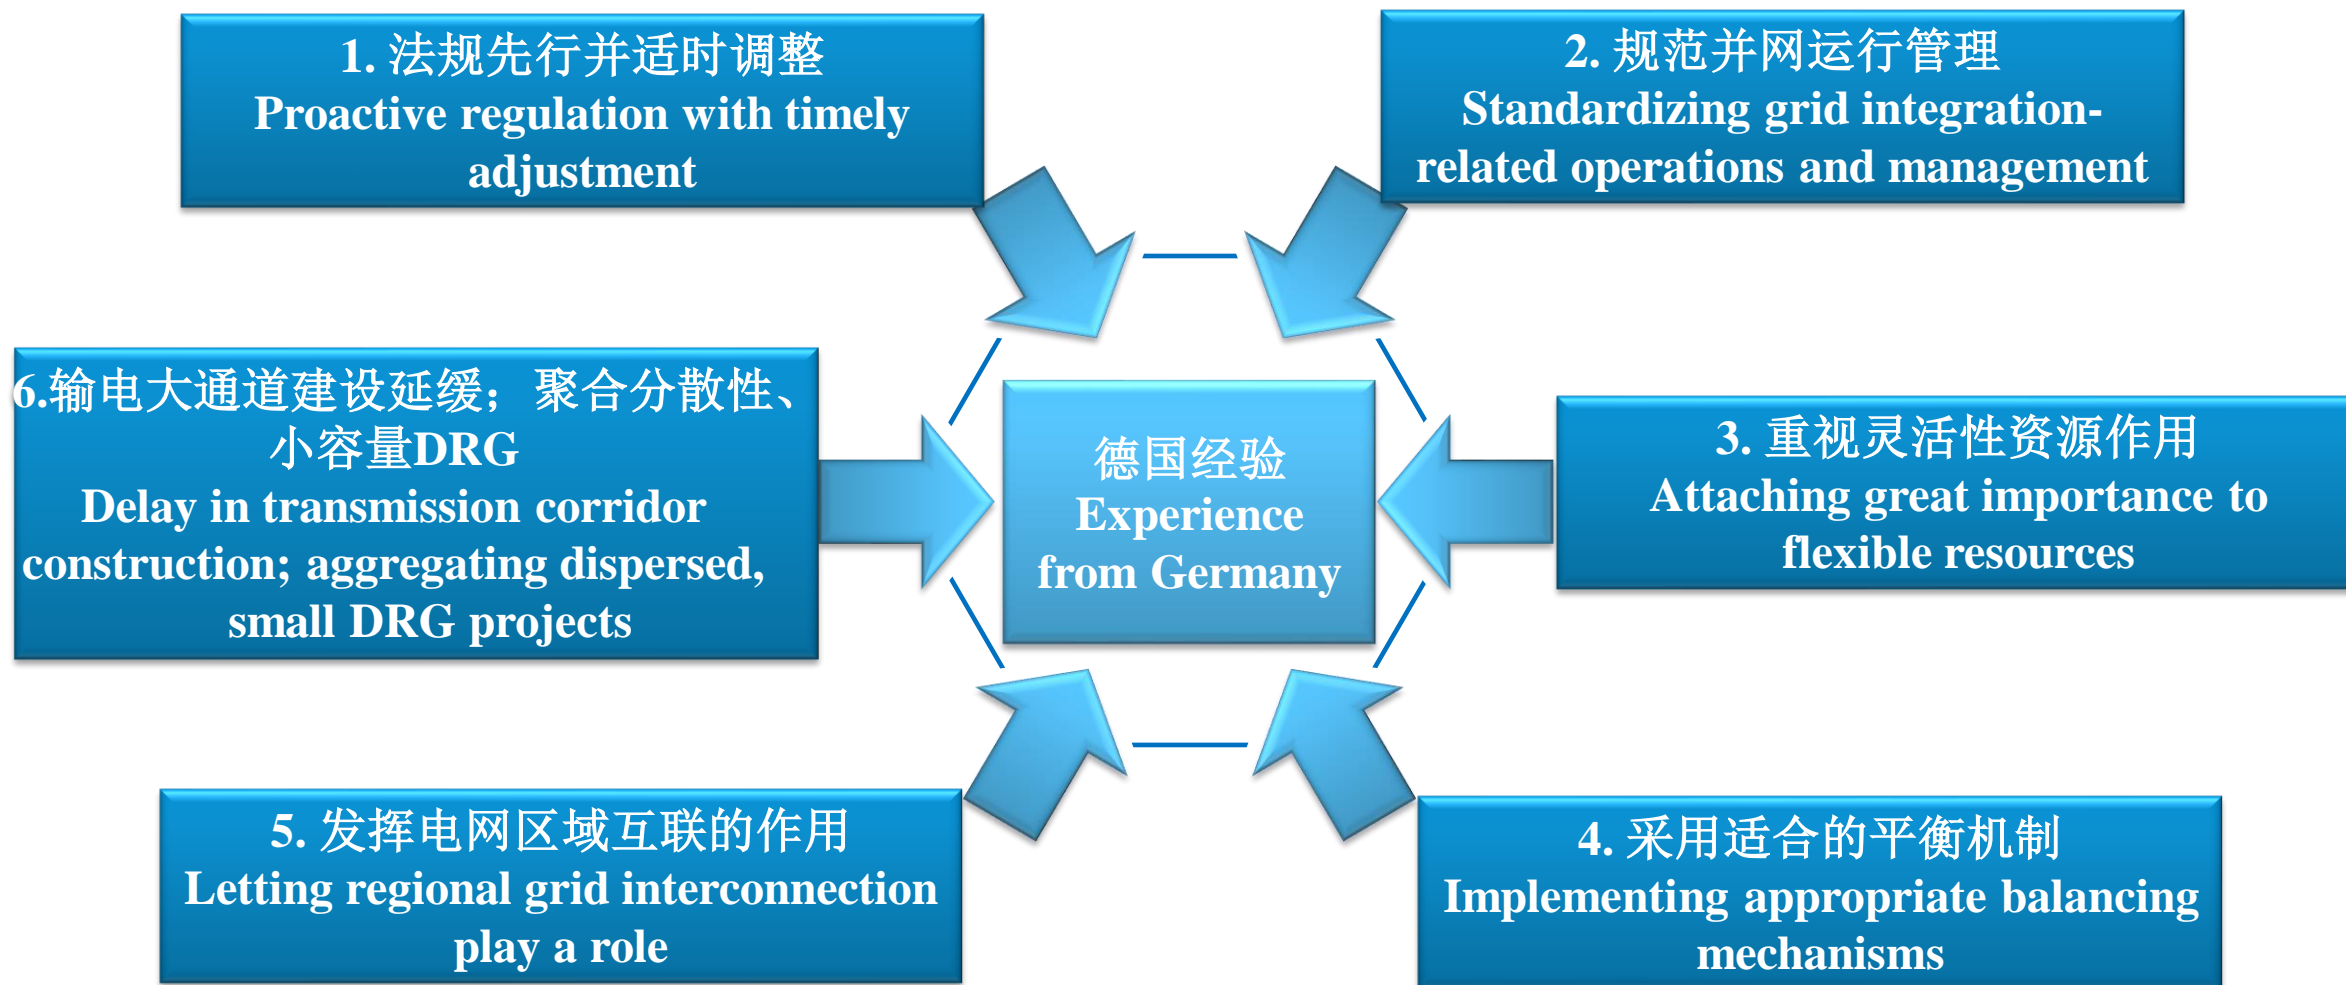 1. 法规先行并适时调整
Proactive regulation with timely
adjustment
2. 规范并网运行管理
Standardizing grid integration-
related operations and management
3. 重视灵活性资源作用
Attaching great importance to
flexible resources
4. 采用适合的平衡机制
Implementing appropriate balancing
mechanisms
5. 发挥电网区域互联的作用
Letting regional grid interconnection
play a role
6.输电大通道建设延缓；聚合分散性、
小容量DRG
Delay in transmission corridor
construction; aggregating dispersed,
small DRG projects
德国经验
Experience
from Germany